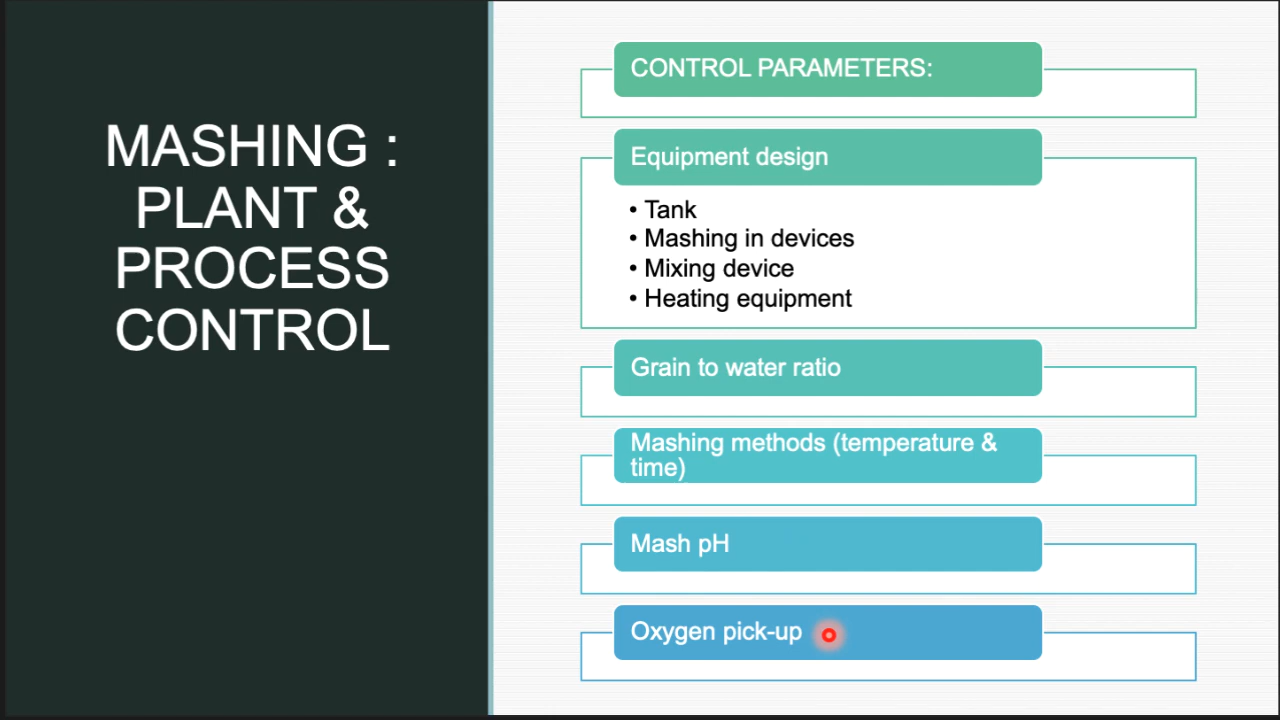 MASHING :
PLANT &
PROCESS
CONTROL
CONTROL PARAMETERS:
Equipment design
• Tank
• Mashing in devices
• Mixing device
• Heating equipment
Grain to water ratio
Mashing methods (temperature &
time)
Mash pH
Oxygen pick-up